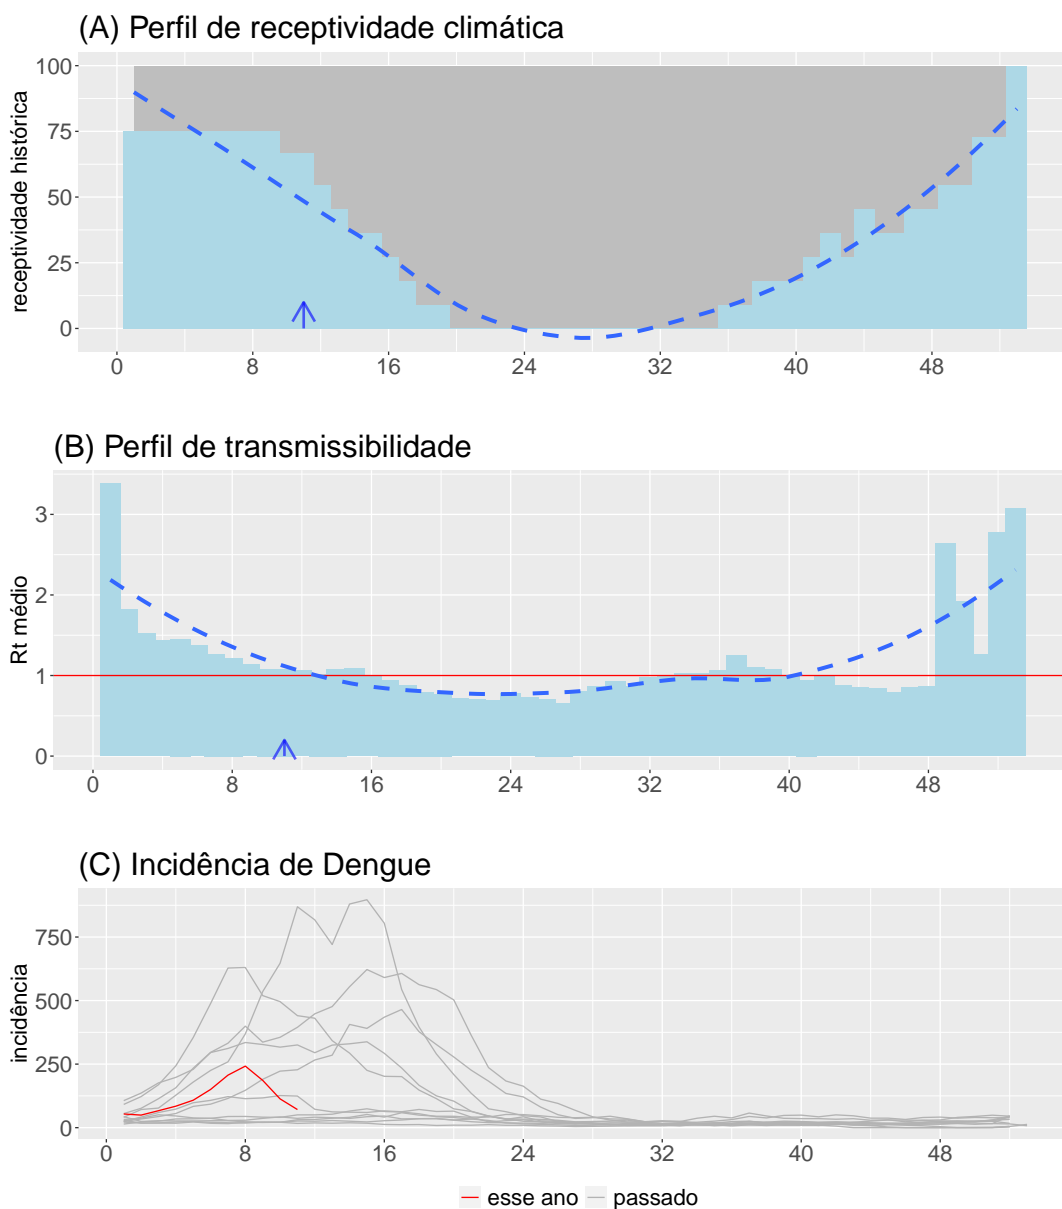 (A) Perfil de receptividade climática
receptividade histórica
100
75
50
25
0
0 8 16 24 32 40 48
(B) Perfil de transmissibilidade
Rt médio
3
2
1
0
0 8 16 24 32 40 48
(C) Incidência de Dengue
incidência
750
500
250
0
0 8 16 24 32 40 48
esse ano passado